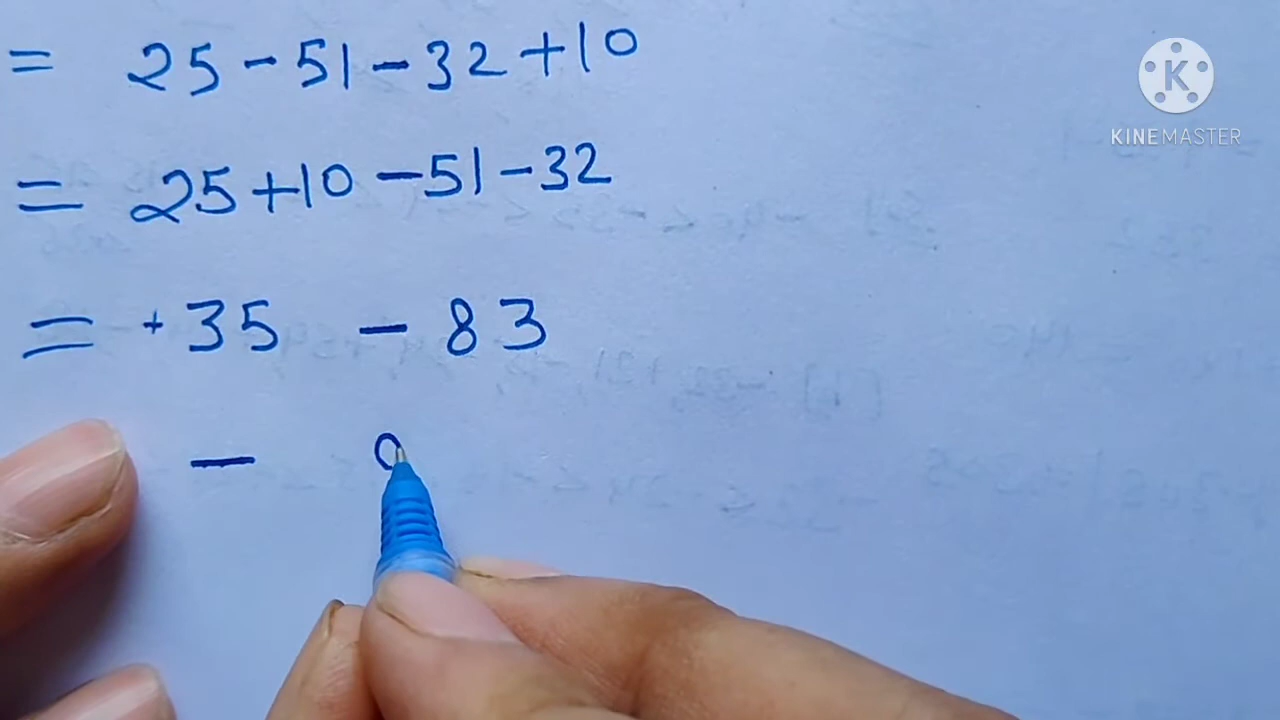 = 25 - 51 - 32 + 10
K
KINEMASTER
= 25 + 10 - 51 - 32
= + 35 - 83
-